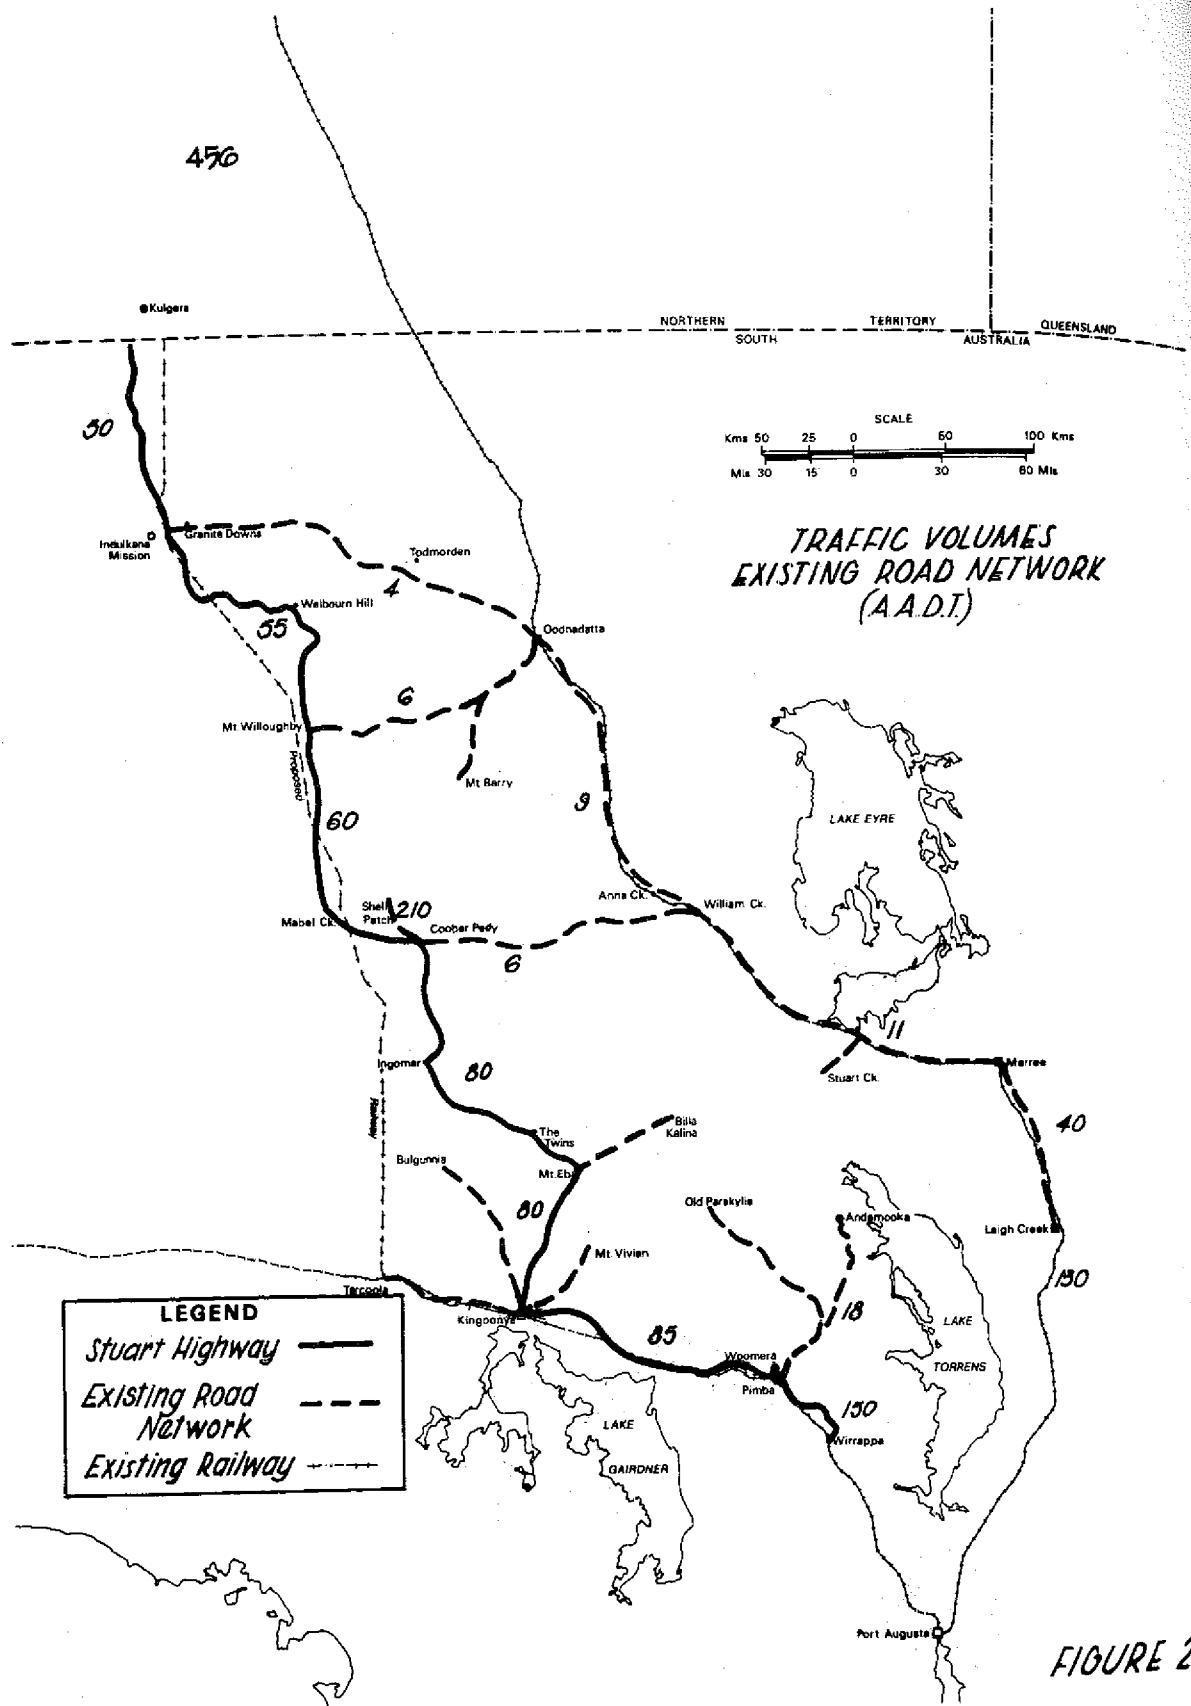 456
Kulgera
NORTHERN TERRITORY
QUEENSLAND
SOUTH AUSTRALIA
50
SCALE
Kms 50 25 0 50 100 Kms
Mls 30 15 0 30 60 Mls
TRAFFIC VOLUMES
EXISTING ROAD NETWORK
(A.A.D.T.)
Indulkana
Mission
Granite Downs
Todmorden
4
Welbourn Hill
55
Oodnadatta
6
Mt Willoughby
Proposed
Mt Barry
9
60
LAKE EYRE
Anna Ck.
William Ck.
Shell
Patch
210
Mabel Ck.
Coober Pedy
6
11
Ingomar
80
Stuart Ck.
Marree
Railway
40
The
Twins
Billa
Kalina
Bulgunnia
Mt. Eba
80
Old Parakylia
Andamooka
Leigh Creek
Mt. Vivian
150
Tarcoola
18
Kingoonya
85
LAKE
TORRENS
Woomera
Pimba
150
Wirrappa
LEGEND
Stuart Highway
Existing Road
Network
Existing Railway
LAKE
GAIRDNER
Port Augusta
FIGURE 2